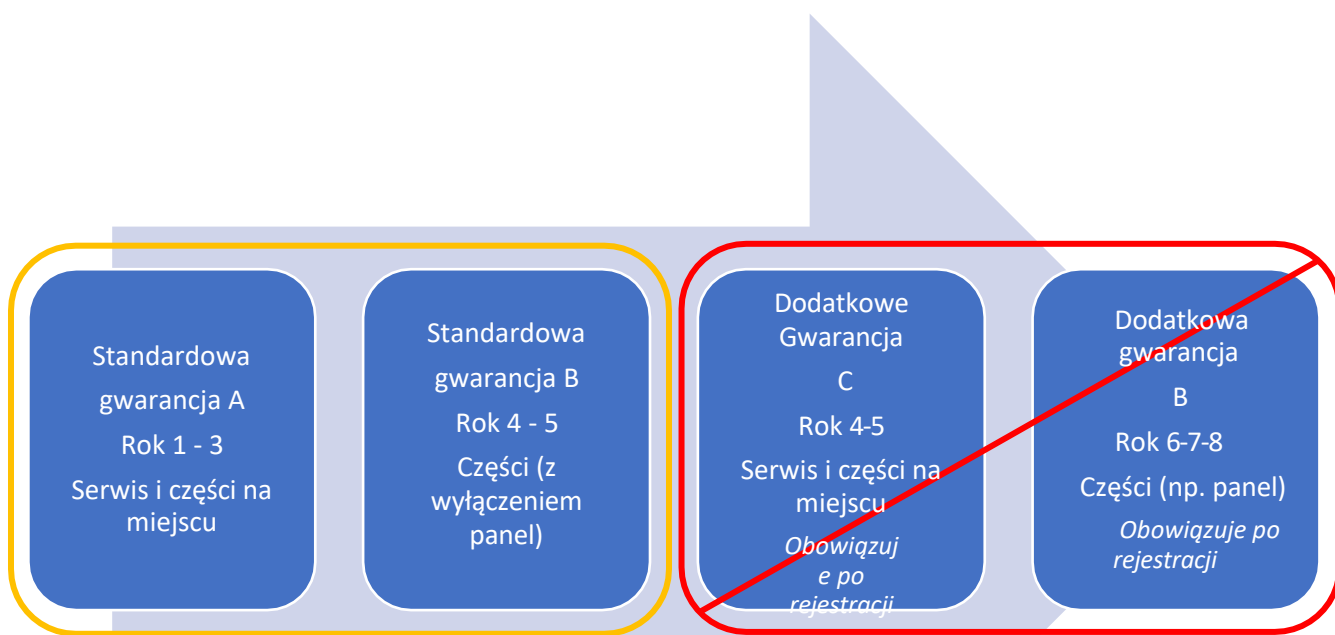 Standardowa
gwarancja A
Rok 1 - 3
Serwis i części na
miejscu
Standardowa
gwarancja B
Rok 4 - 5
Części (z
wyłączeniem
panel)
Dodatkowe
Gwarancja
C
Rok 4-5
Serwis i części na
miejscu
Obowiązuj
e po
rejestracji
Dodatkowa
gwarancja
B
Rok 6-7-8
Części (np. panel)
Obowiązuje po
rejestracji